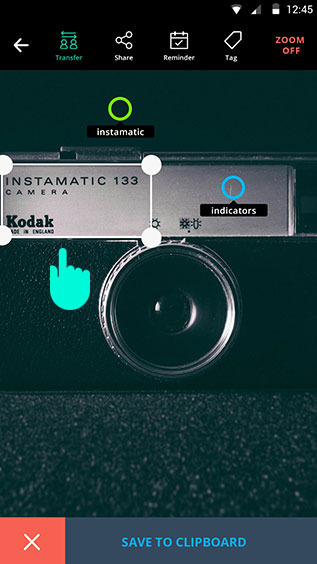 12:45
Transfer
Share
Reminder
Tag
ZOOM
OFF
instamatic
INSTAMATIC 133
CAMERA
indicators
Kodak
MADE IN ENGLAND
SAVE TO CLIPBOARD